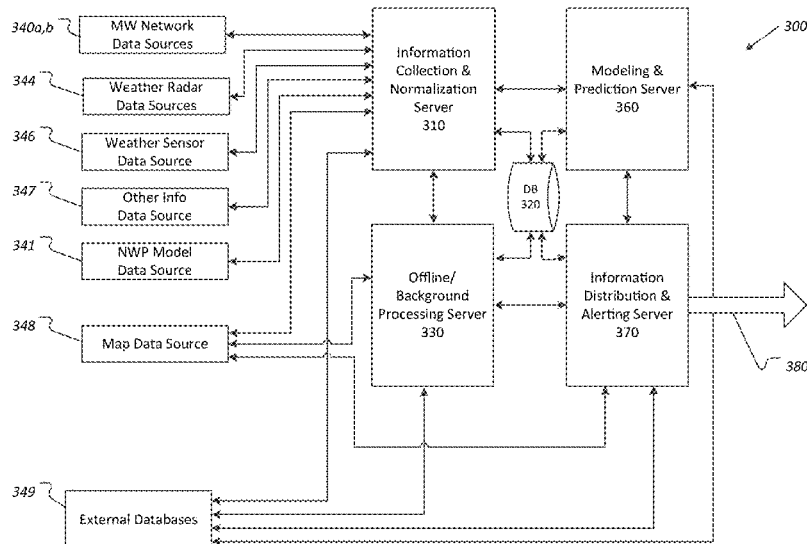 340a,b
MW Network
Data Sources
344
Weather Radar
Data Sources
346
Weather Sensor
Data Source
347
Other Info
Data Source
341
NWP Model
Data Source
348
Map Data Source
349
External Databases
Information
Collection &
Normalization
Server
310
Modeling &
Prediction Server
360
300
DB
320
Offline/
Background
Processing Server
330
Information
Distribution &
Alerting Server
370
380